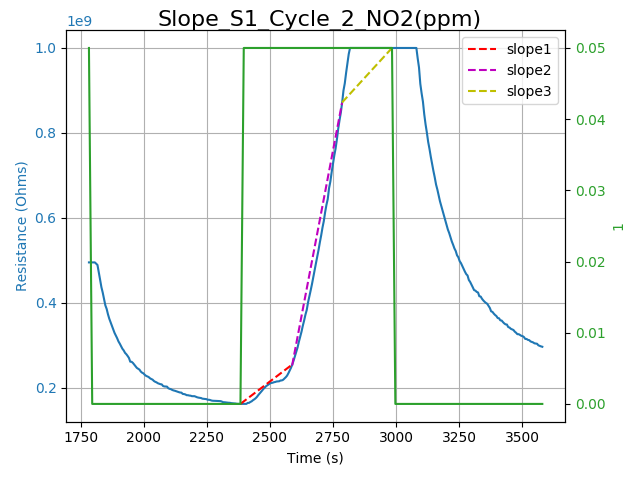 Slope_S1_Cycle_2_NO2(ppm)
1e9
1.0
0.8
0.6
0.4
0.2
Resistance (Ohms)
slope1
slope2
slope3
0.05
0.04
0.03
0.02
0.01
0.00
1
1750 2000 2250 2500 2750 3000 3250 3500
Time (s)